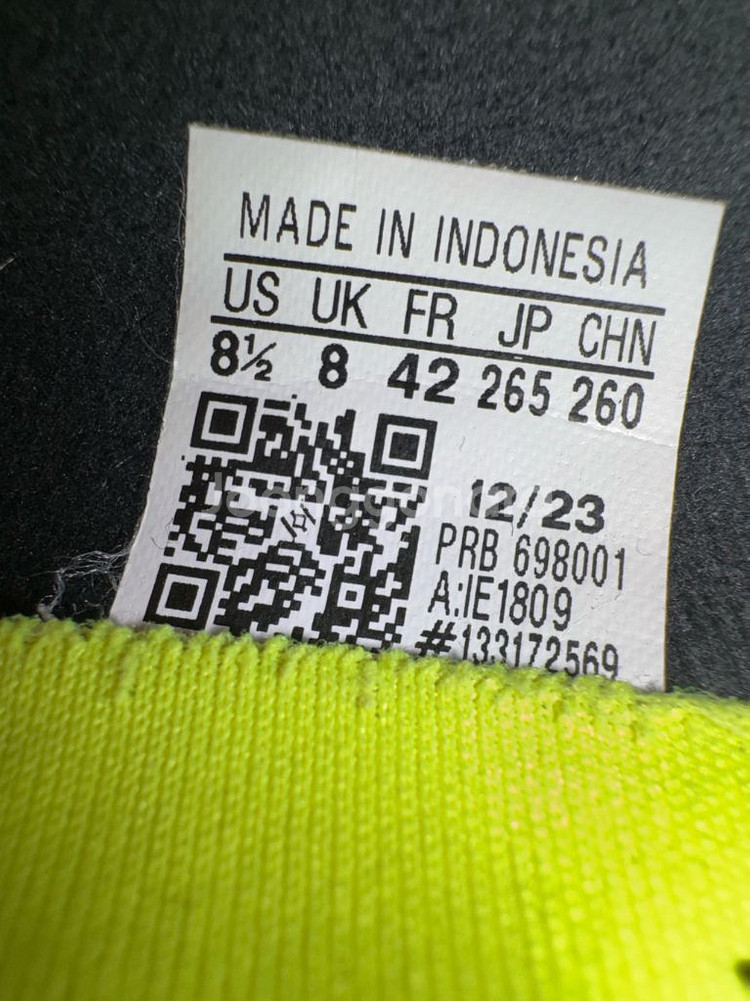 MADE IN INDONESIA
US UK FR JP CHN
8½ 8 42 265 260
12/23
PRB 698001
A:IE1809
#133172569